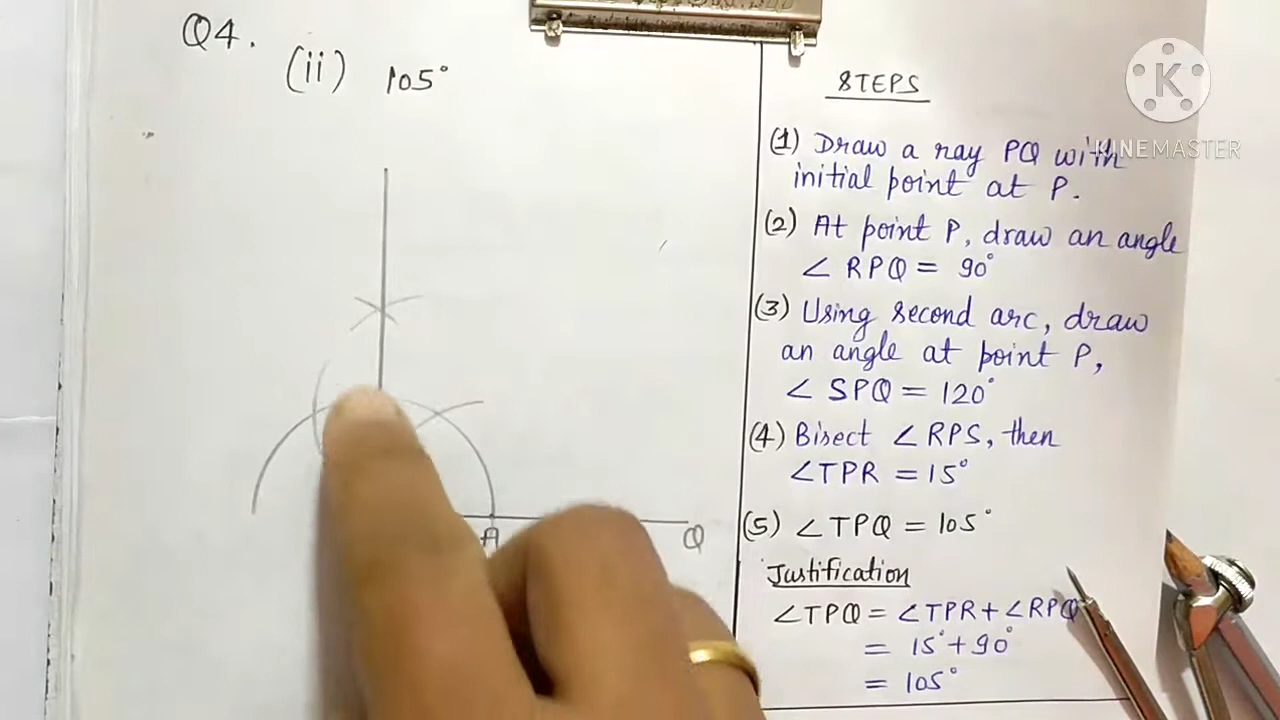 Q4.
(ii) 105°
A
Q
STEPS
(1) Draw a ray PQ with
initial point at P.
(2) At point P, draw an angle
∠ RPQ = 90°
(3) Using second arc, draw
an angle at point P,
∠ SPQ = 120°
(4) Bisect ∠RPS, then
∠TPR = 15°
(5) ∠TPQ = 105°
Justification
∠TPQ = ∠TPR + ∠RPQ
= 15° + 90°
= 105°
K
KINEMASTER